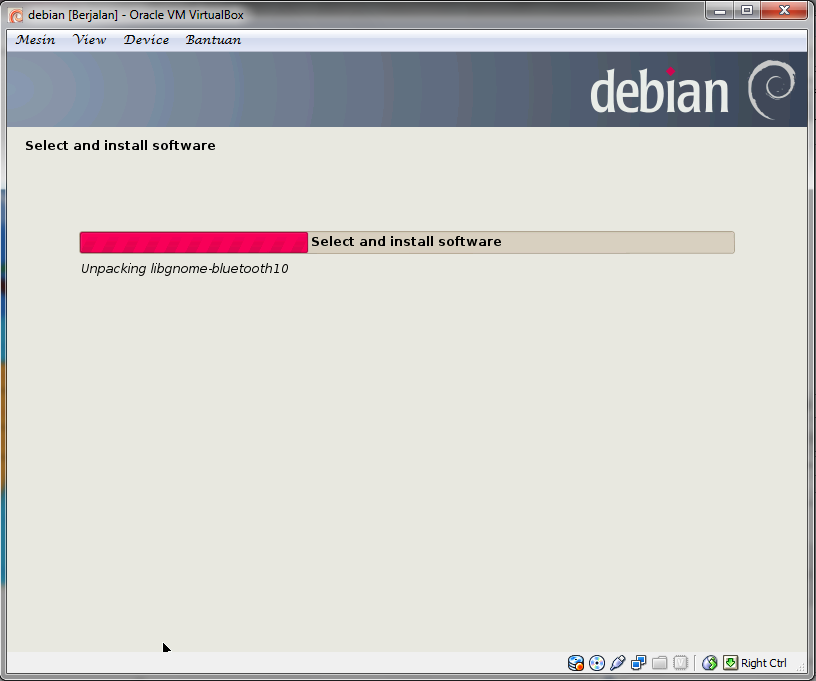 debian [Berjalan] - Oracle VM VirtualBox
Mesin View Device Bantuan
debian
Select and install software
Select and install software
Unpacking libgnome-bluetooth10
Right Ctrl